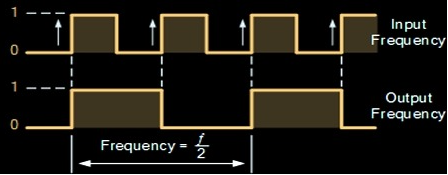 1
0
Input
Frequency
1
0
Output
Frequency
Frequency = f/2